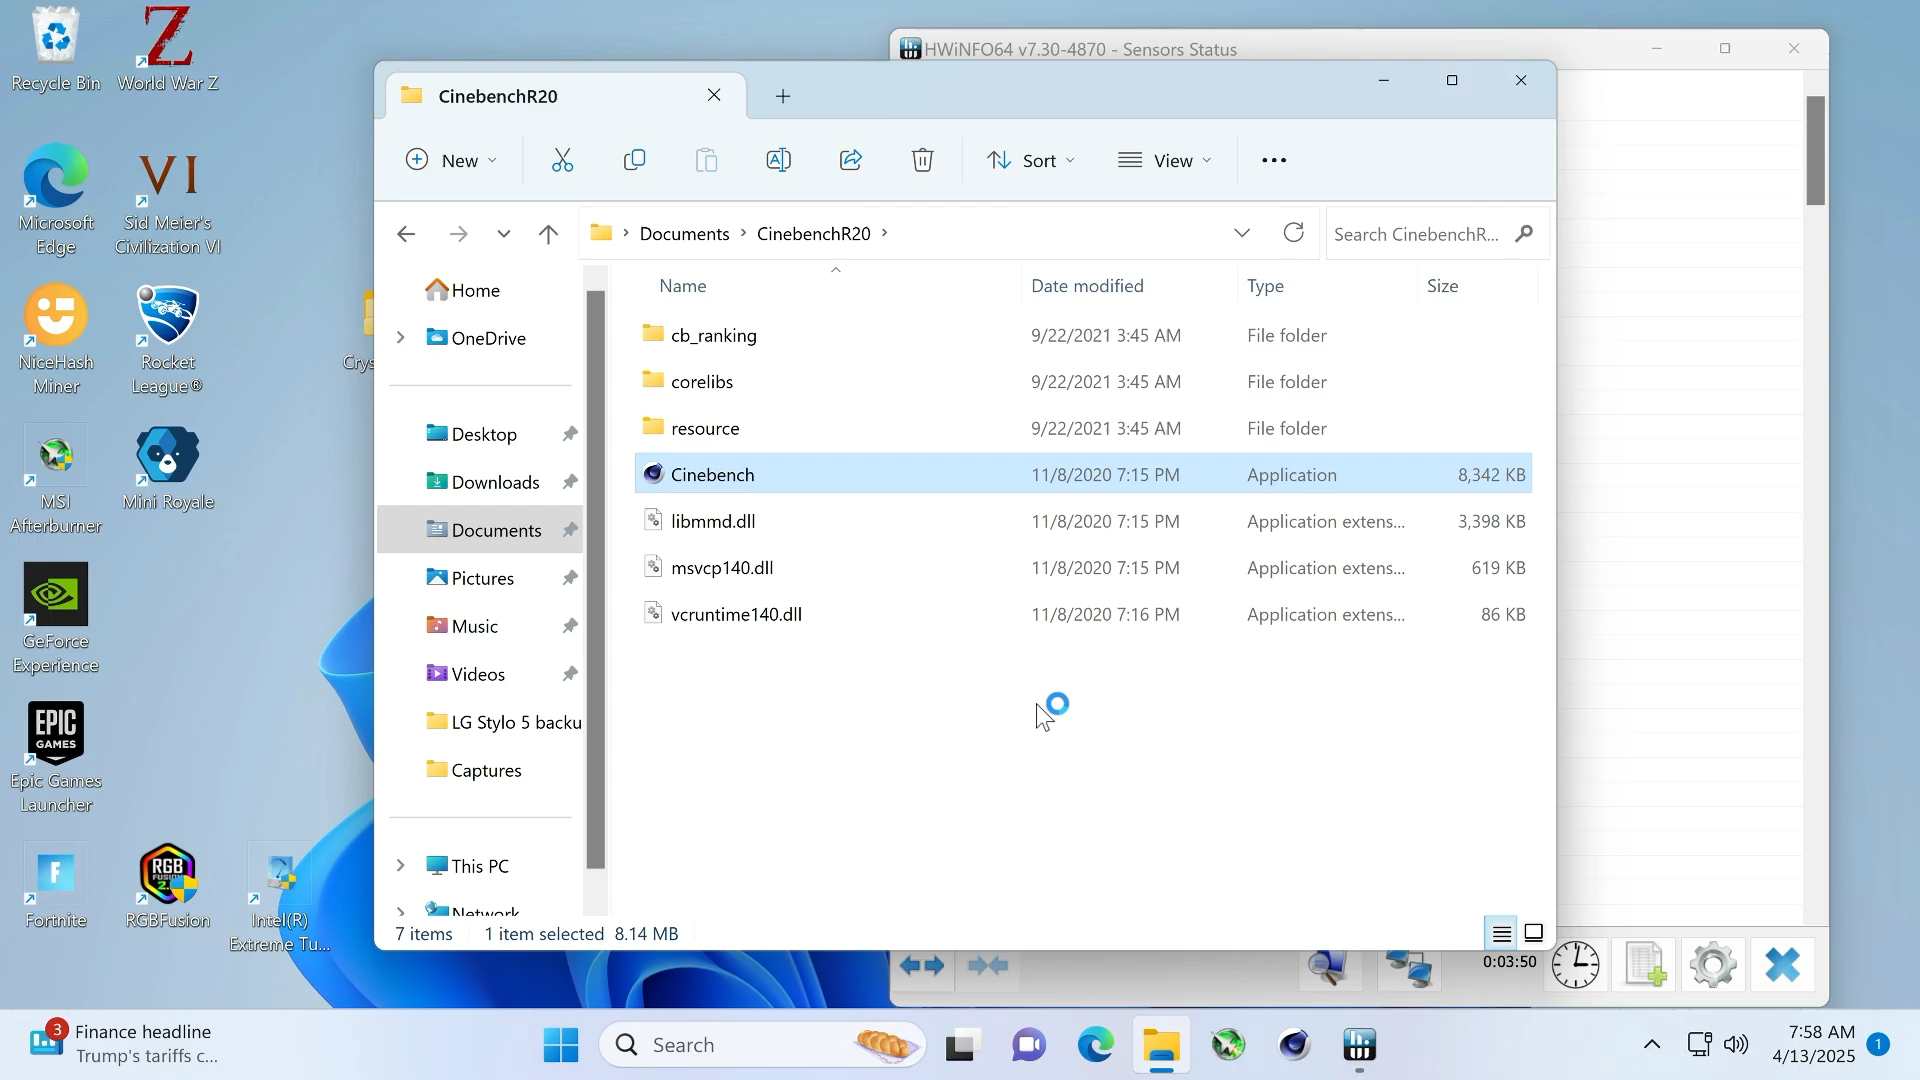 Recycle Bin
World War Z
Microsoft
Edge
VI
Sid Meier's
Civilization VI
NiceHash
Miner
Rocket
League®
Crys
MSI
Afterburner
Mini Royale
GeForce
Experience
EPIC
GAMES
Epic Games
Launcher
F
Fortnite
RGB
FUSION
2.0
RGBFusion
Intel(R)
Extreme Tu...
HWiNFO64 v7.30-4870 - Sensors Status
CinebenchR20
New
Sort
View
Documents
CinebenchR20
Search CinebenchR...
Home
OneDrive
Desktop
Downloads
Documents
Pictures
Music
Videos
LG Stylo 5 backu
Captures
This PC
Network
Name Date modified Type Size
cb_ranking 9/22/2021 3:45 AM File folder
corelibs 9/22/2021 3:45 AM File folder
resource 9/22/2021 3:45 AM File folder
Cinebench 11/8/2020 7:15 PM Application 8,342 KB
libmmd.dll 11/8/2020 7:15 PM Application extens... 3,398 KB
msvcp140.dll 11/8/2020 7:15 PM Application extens... 619 KB
vcruntime140.dll 11/8/2020 7:16 PM Application extens... 86 KB
7 items 1 item selected 8.14 MB
0:03:50
3
Finance headline
Trump's tariffs c...
Search
7:58 AM
4/13/2025
1